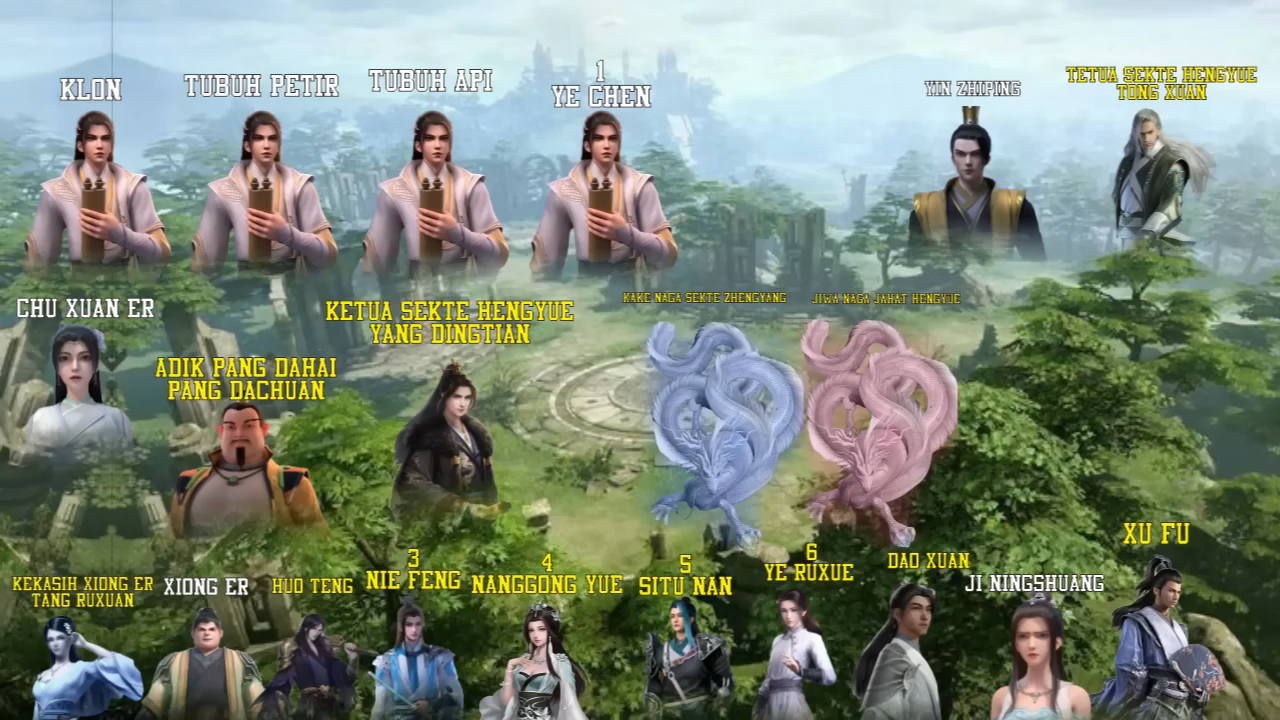 KLON
TUBUH PETIR
TUBUH API
1
YE CHEN
YIN ZHIPING
TETUA SEKTE HENGYUE
TONG XUAN
CHU XUAN ER
ADIK PANG DAHAI
PANG DACHUAN
KETUA SEKTE HENGYUE
YANG DINGTIAN
KAKE NAGA SEKTE ZHENGYANG
JIWA NAGA JAHAT HENGYUE
KEKASIH XIONG ER
TANG RUXUAN
XIONG ER
HUO TENG
3
NIE FENG
4
NANGGONG YUE
5
SITU NAN
6
YE RUXUE
DAO XUAN
JI NINGSHUANG
XU FU